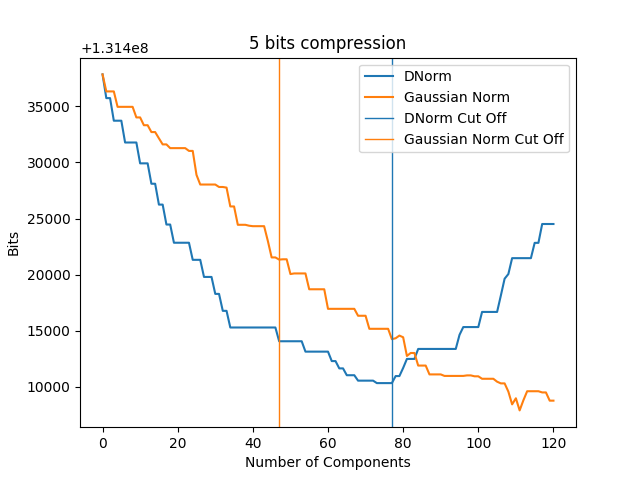 5 bits compression
+1.314e8
DNorm
Gaussian Norm
DNorm Cut Off
Gaussian Norm Cut Off
35000
30000
25000
20000
15000
10000
Bits
0 20 40 60 80 100 120
Number of Components